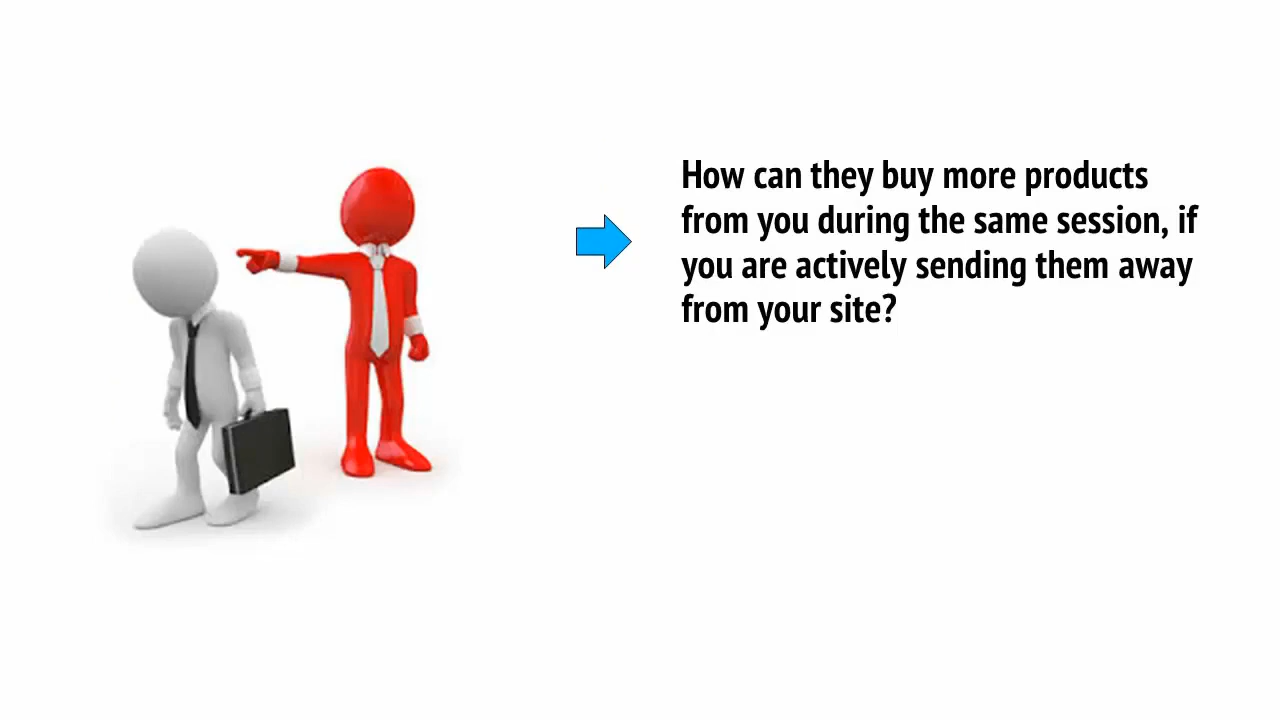 How can they buy more products
from you during the same session, if
you are actively sending them away
from your site?